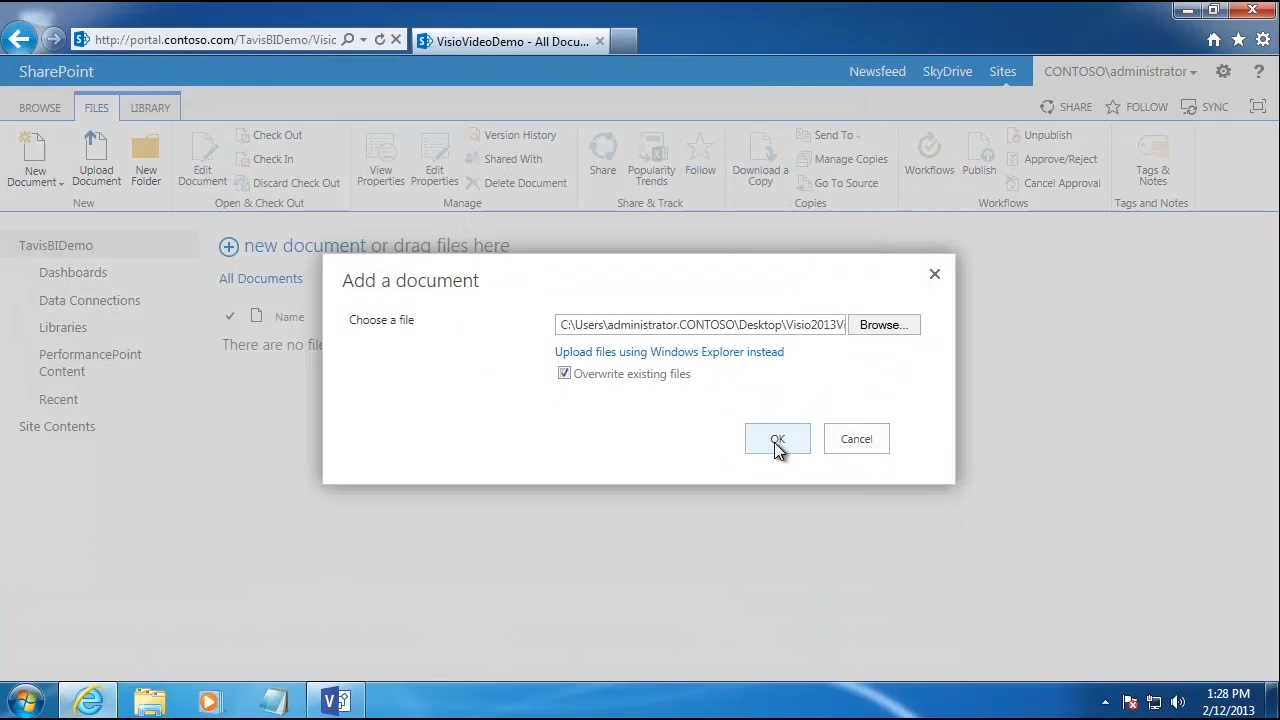 http://portal.contoso.com/TavisBIDemo/Visic
VisioVideoDemo - All Docu...
SharePoint
Newsfeed SkyDrive Sites CONTOSO\administrator ?
BROWSE FILES LIBRARY SHARE FOLLOW SYNC
New Document
Upload Document
New Folder
New
Edit Document
Check Out
Check In
Discard Check Out
Open & Check Out
View Properties
Edit Properties
Version History
Shared With
Delete Document
Manage
Share
Popularity Trends
Follow
Share & Track
Download a Copy
Send To
Manage Copies
Go To Source
Copies
Workflows
Publish
Unpublish
Approve/Reject
Cancel Approval
Workflows
Tags & Notes
Tags and Notes
TavisBIDemo
Dashboards
Data Connections
Libraries
PerformancePoint
Content
Recent
Site Contents
new document or drag files here
All Documents
Name
There are no file
Add a document
Choose a file
C:\Users\administrator.CONTOSO\Desktop\Visio2013Vi
Browse...
Upload files using Windows Explorer instead
Overwrite existing files
OK
Cancel
1:28 PM
2/12/2013